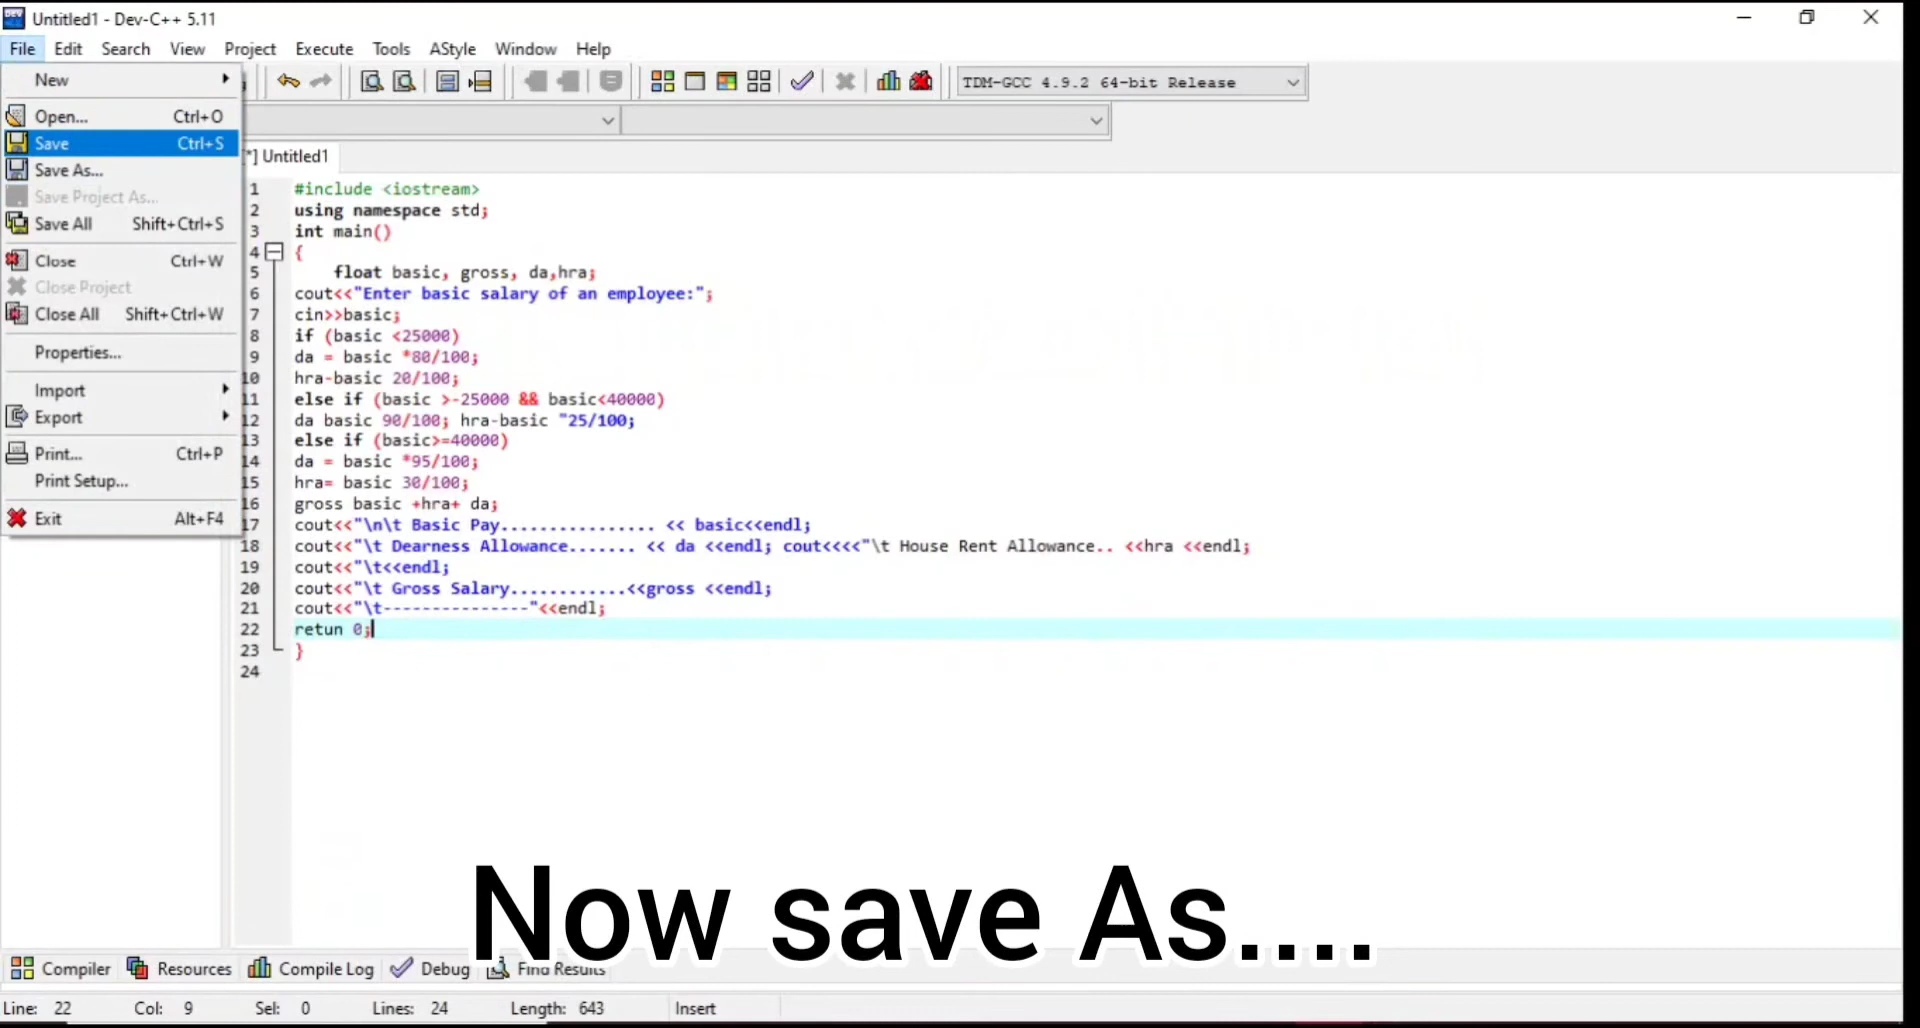 Untitled1 - Dev-C++ 5.11
File Edit Search View Project Execute Tools AStyle Window Help
New
TDM-GCC 4.9.2 64-bit Release
Open... Ctrl+O
Save Ctrl+S
Save As...
Save Project As...
Save All Shift+Ctrl+S
Close Ctrl+W
Close Project
Close All Shift+Ctrl+W
Properties...
Import
Export
Print... Ctrl+P
Print Setup...
Exit Alt+F4
[*] Untitled1
1 #include <iostream>
2 using namespace std;
3 int main()
4 {
5 float basic, gross, da,hra;
6 cout<<"Enter basic salary of an employee:";
7 cin>>basic;
8 if (basic <25000)
9 da = basic *80/100;
10 hra-basic 20/100;
11 else if (basic >-25000 && basic<40000)
12 da basic 90/100; hra-basic "25/100;
13 else if (basic>=40000)
14 da = basic *95/100;
15 hra= basic 30/100;
16 gross basic +hra+ da;
17 cout<<"\n\t Basic Pay................ << basic<<endl;
18 cout<<"\t Dearness Allowance....... << da <<endl; cout<<<<"\t House Rent Allowance.. <<hra <<endl;
19 cout<<"\t<<endl;
20 cout<<"\t Gross Salary............<<gross <<endl;
21 cout<<"\t---------------"<<endl;
22 retun 0;
23 }
24
Now save As....
Compiler Resources Compile Log Debug Find Results
Line: 22 Col: 9 Sel: 0 Lines: 24 Length: 643 Insert